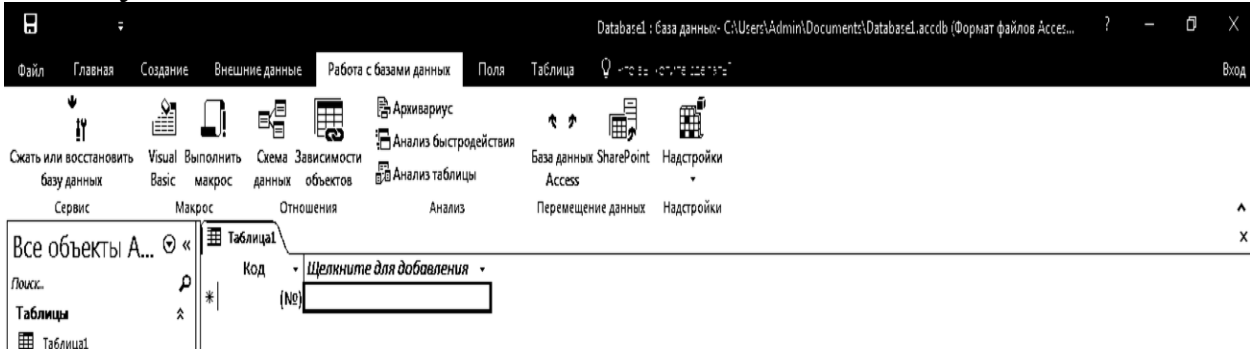 Database1 : база данных- C:\Users\Admin\Documents\Database1.accdb (Формат файлов Acces... ?
Файл Главная Создание Внешние данные Работа с базами данных Поля Таблица Вход
Архивариус
Анализ быстродействия
Анализ таблицы
Сжать или восстановить Visual Выполнить Схема Зависимости База данных SharePoint Надстройки
базу данных Basic макрос данных объектов Access
Сервис Макрос Отношения Анализ Перемещение данных Надстройки
Все объекты A... «
Таблица1
Код Щелкните для добавления
Поиск...
* (№)
Таблицы
Таблица1